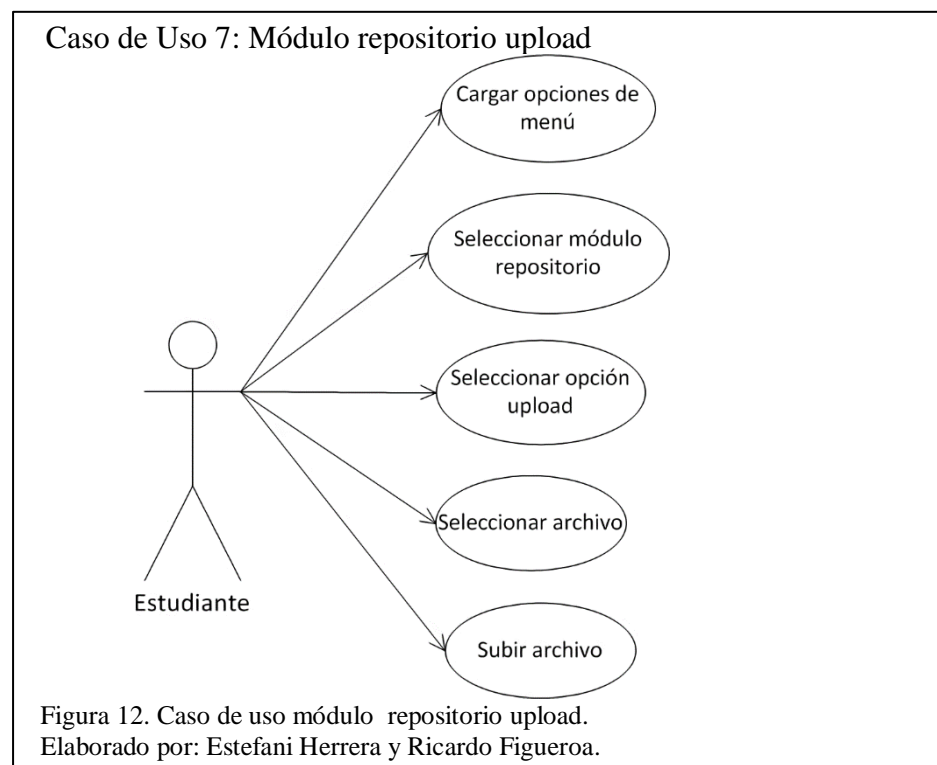 Caso de Uso 7: Módulo repositorio upload
Cargar opciones de
menú
Seleccionar módulo
repositorio
Seleccionar opción
upload
Seleccionar archivo
Estudiante
Subir archivo
Figura 12. Caso de uso módulo  repositorio upload.
Elaborado por: Estefani Herrera y Ricardo Figueroa.